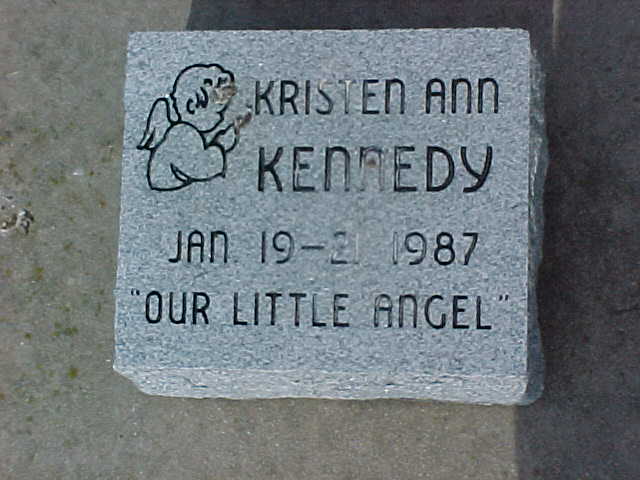 KRISTEN ANN
KENNEDY
JAN 19-21 1987
"OUR LITTLE ANGEL"